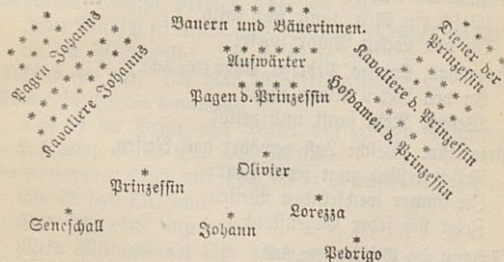 Pagen Johanns
Kavaliere Johanns
Bauern und Bäuerinnen.
Aufwärter
Pagen d. Prinzessin
Diener der
Prinzessin
Kavaliere d. Prinzessin
Hofdamen d. Prinzessin
Olivier
Prinzessin
Lorezza
Seneschall
Johann
Pedrigo